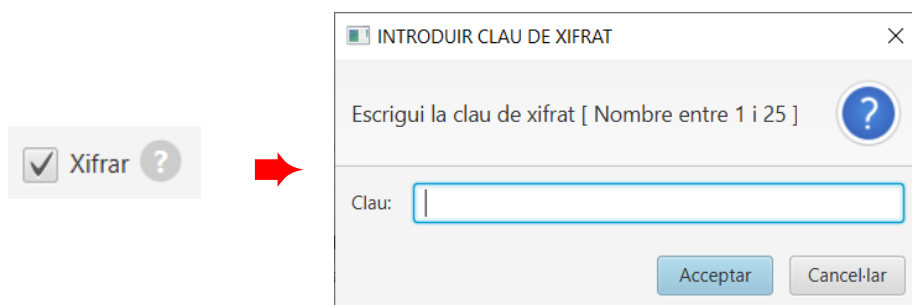 Xifrar ?
INTRODUIR CLAU DE XIFRAT
Escrigui la clau de xifrat [ Nombre entre 1 i 25 ]
?
Clau:
Acceptar Cancel·lar